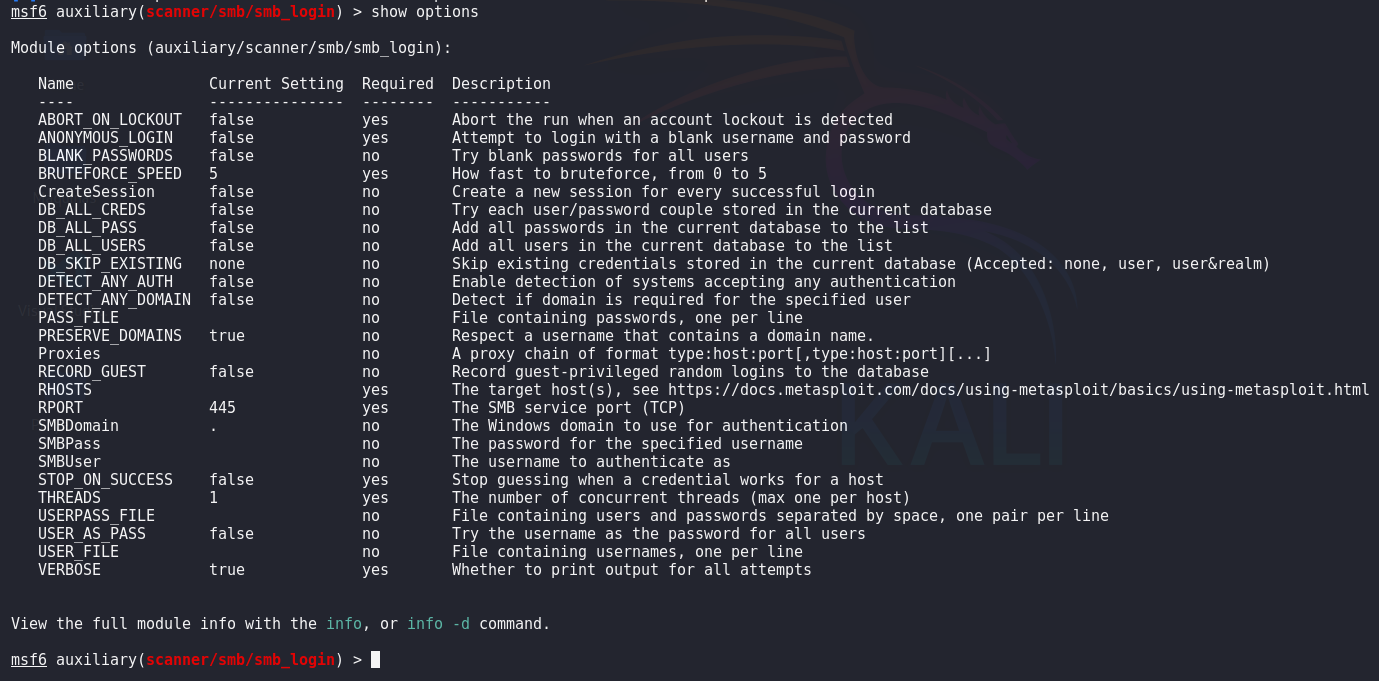 msf6 auxiliary(scanner/smb/smb_login) > show options
Module options (auxiliary/scanner/smb/smb_login):
Name Current Setting Required Description
---- --------------- -------- -----------
ABORT_ON_LOCKOUT false yes Abort the run when an account lockout is detected
ANONYMOUS_LOGIN false yes Attempt to login with a blank username and password
BLANK_PASSWORDS false no Try blank passwords for all users
BRUTEFORCE_SPEED 5 yes How fast to bruteforce, from 0 to 5
CreateSession false no Create a new session for every successful login
DB_ALL_CREDS false no Try each user/password couple stored in the current database
DB_ALL_PASS false no Add all passwords in the current database to the list
DB_ALL_USERS false no Add all users in the current database to the list
DB_SKIP_EXISTING none no Skip existing credentials stored in the current database (Accepted: none, user, user&realm)
DETECT_ANY_AUTH false no Enable detection of systems accepting any authentication
DETECT_ANY_DOMAIN false no Detect if domain is required for the specified user
PASS_FILE no File containing passwords, one per line
PRESERVE_DOMAINS true no Respect a username that contains a domain name.
Proxies no A proxy chain of format type:host:port[,type:host:port][...]
RECORD_GUEST false no Record guest-privileged random logins to the database
RHOSTS yes The target host(s), see https://docs.metasploit.com/docs/using-metasploit/basics/using-metasploit.html
RPORT 445 yes The SMB service port (TCP)
SMBDomain . no The Windows domain to use for authentication
SMBPass no The password for the specified username
SMBUser no The username to authenticate as
STOP_ON_SUCCESS false yes Stop guessing when a credential works for a host
THREADS 1 yes The number of concurrent threads (max one per host)
USERPASS_FILE no File containing users and passwords separated by space, one pair per line
USER_AS_PASS false no Try the username as the password for all users
USER_FILE no File containing usernames, one per line
VERBOSE true yes Whether to print output for all attempts
View the full module info with the info, or info -d command.
msf6 auxiliary(scanner/smb/smb_login) >
KALI